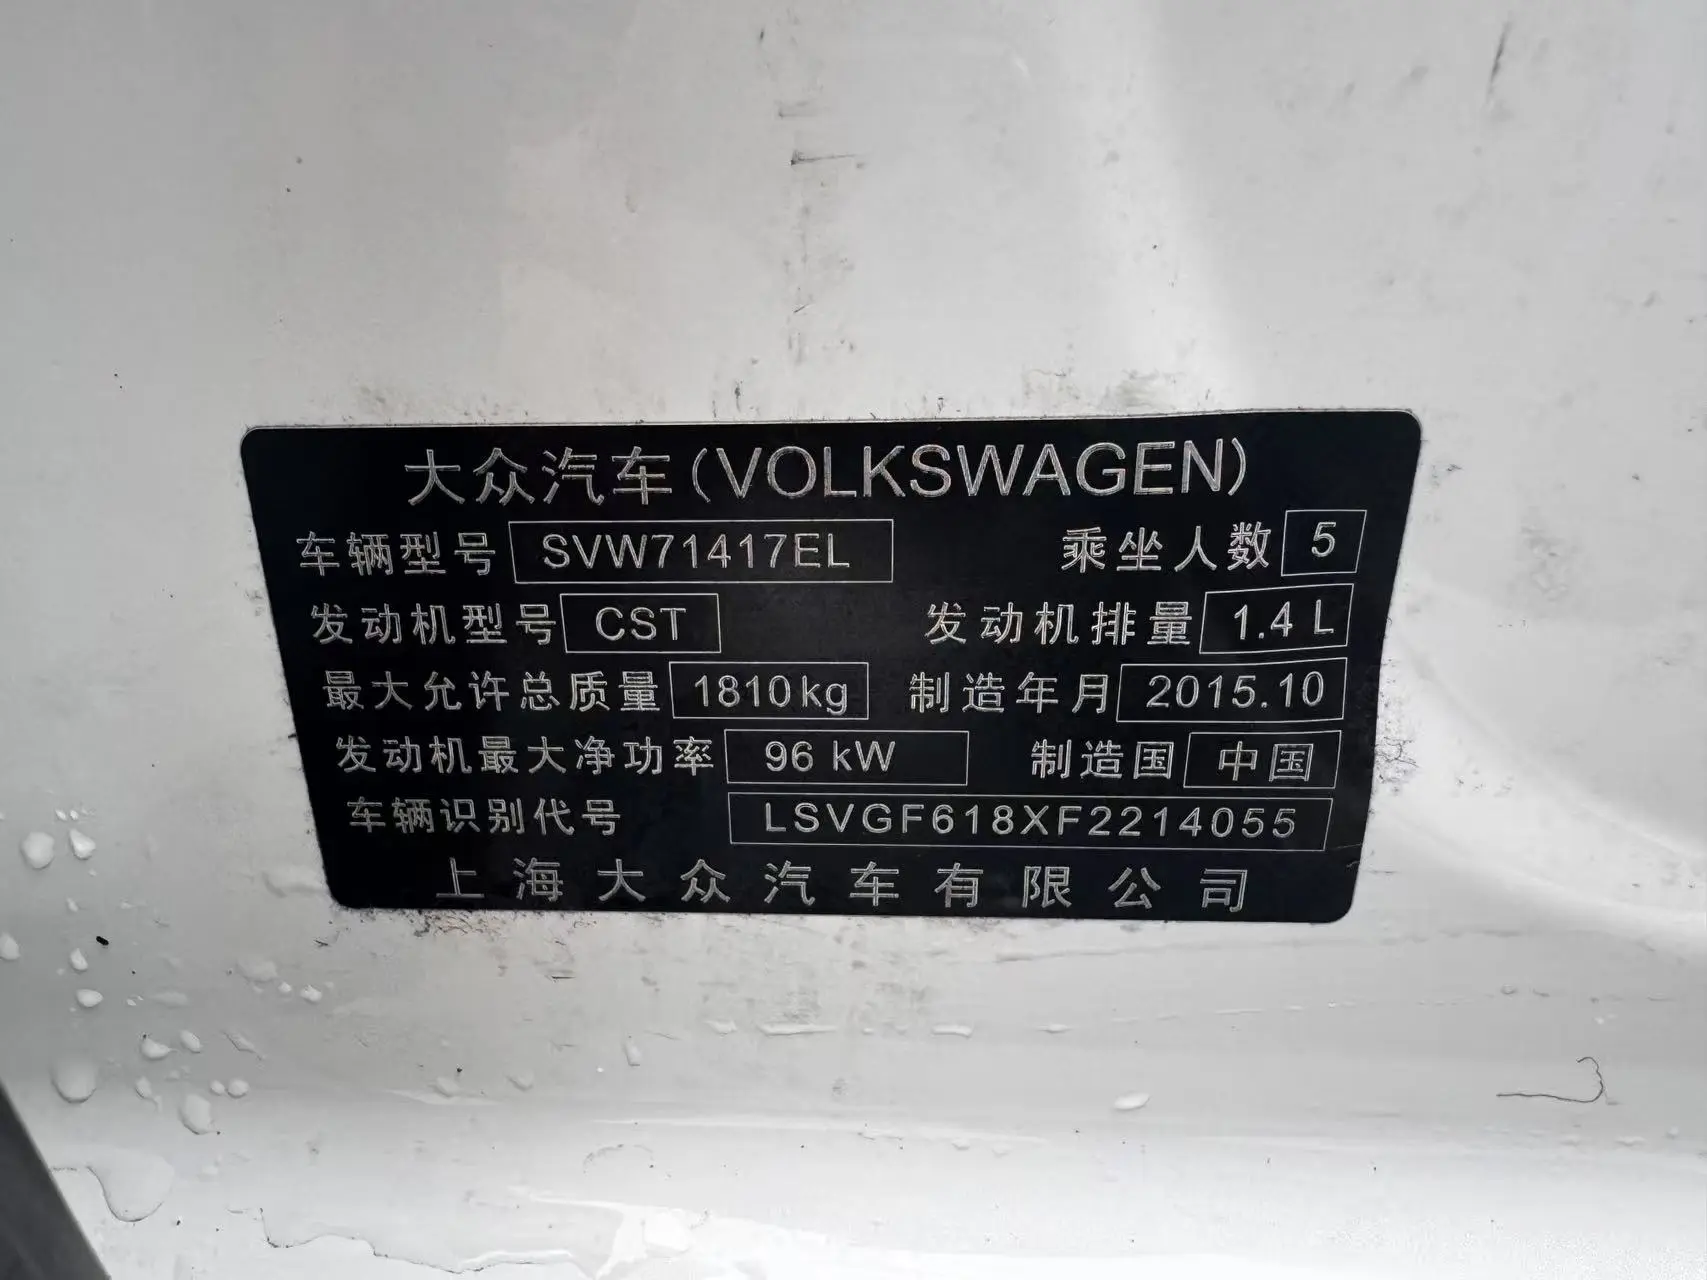 大众汽车(VOLKSWAGEN)
车辆型号 SVW71417EL 乘坐人数 5
发动机型号 CST 发动机排量 1.4 L
最大允许总质量 1810kg 制造年月 2015.10
发动机最大净功率 96 kW 制造国 中国
车辆识别代号 LSVGF618XF2214055
上海大众汽车有限公司